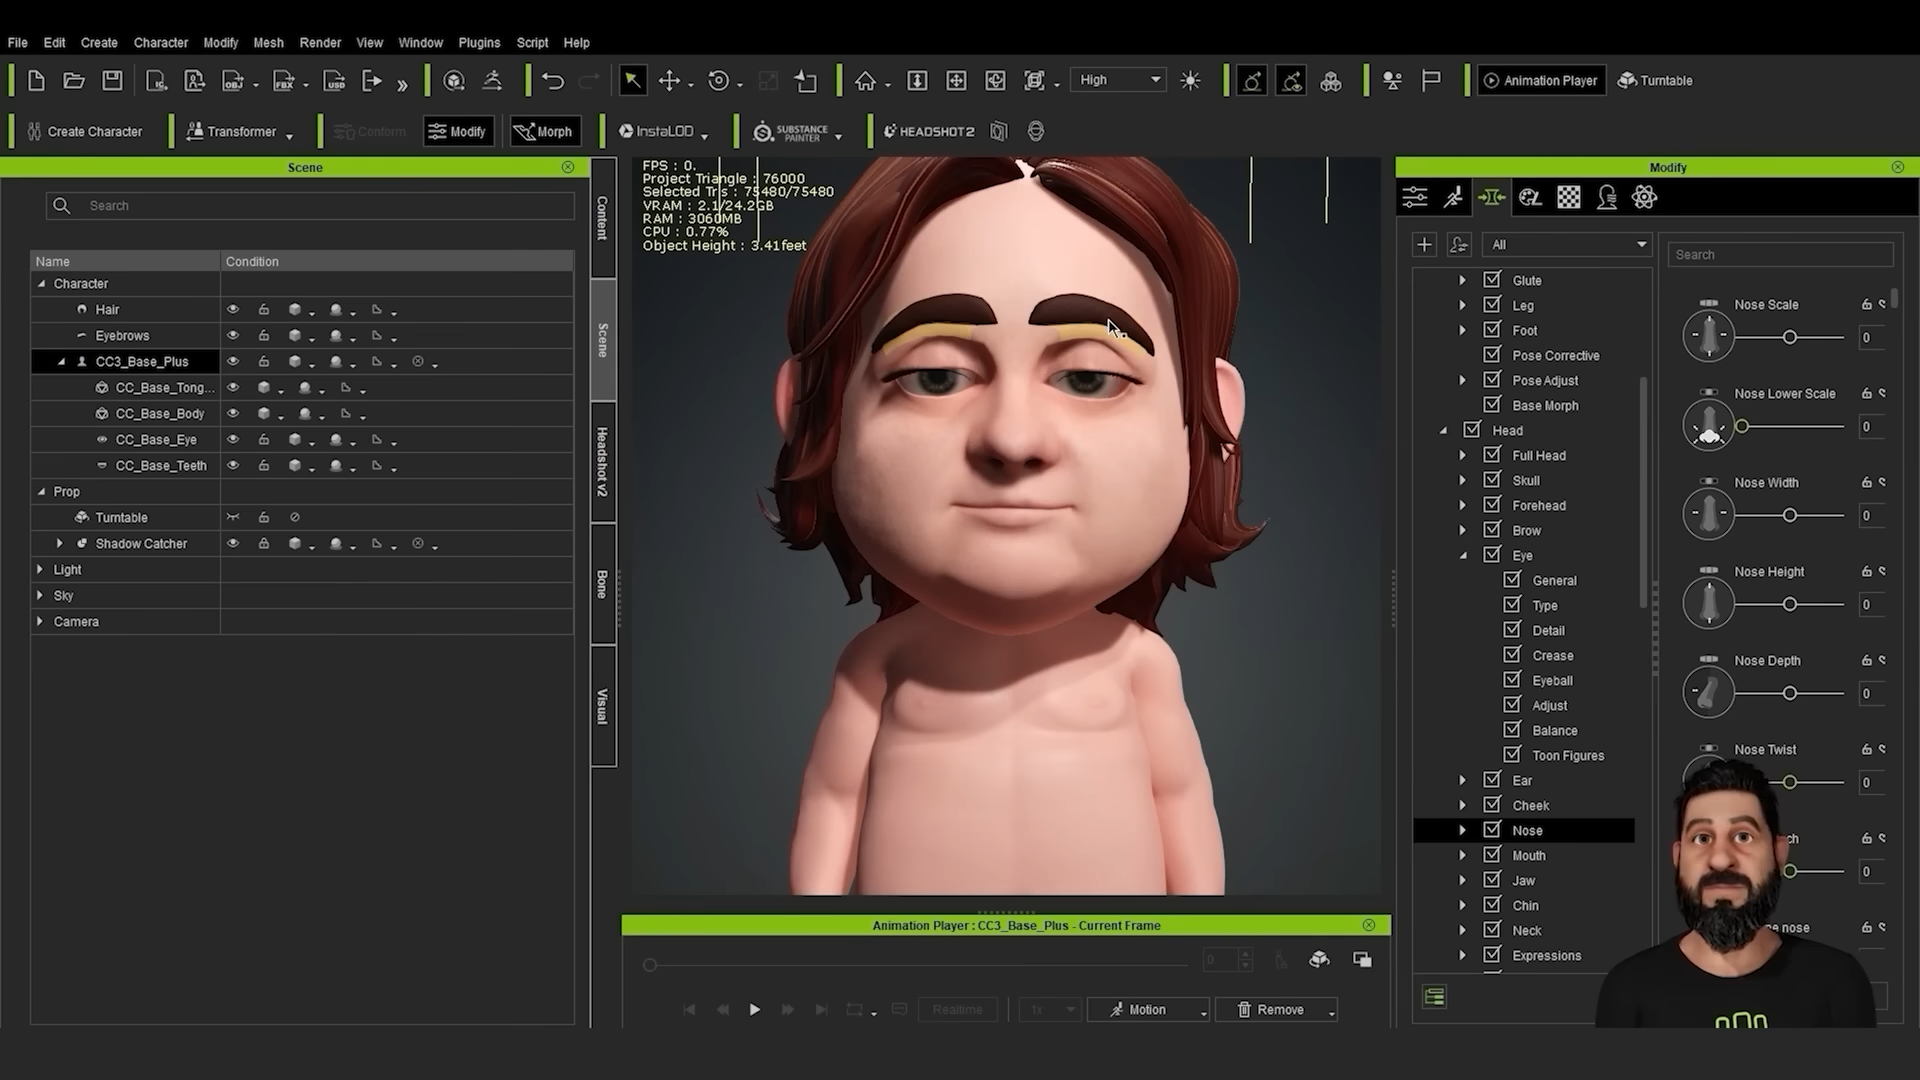 File Edit Create Character Modify Mesh Render View Window Plugins Script Help
High Animation Player Turntable
Create Character Transformer Conform Modify Morph InstaLOD SUBSTANCE PAINTER HEADSHOT 2
Scene
Search
Name Condition
Character
Hair
Eyebrows
CC3_Base_Plus
CC_Base_Tong...
CC_Base_Body
CC_Base_Eye
CC_Base_Teeth
Prop
Turntable
Shadow Catcher
Light
Sky
Camera
Content
Scene
Headshot v2
Bone
Visual
FPS : 0.
Project Triangle : 76000
Selected Tris : 75480/75480
VRAM : 2.1/24.2GB
RAM : 3060MB
CPU : 0.77%
Object Height : 3.41feet
Animation Player : CC3_Base_Plus - Current Frame
0
Realtime 1x Motion Remove
Modify
All
Glute
Leg
Foot
Pose Corrective
Pose Adjust
Base Morph
Head
Full Head
Skull
Forehead
Brow
Eye
General
Type
Detail
Crease
Eyeball
Adjust
Balance
Toon Figures
Ear
Cheek
Nose
Mouth
Jaw
Chin
Neck
Expressions
Search
Nose Scale
0
Nose Lower Scale
0
Nose Width
0
Nose Height
0
Nose Depth
0
Nose Twist
0
ch
0
e nose